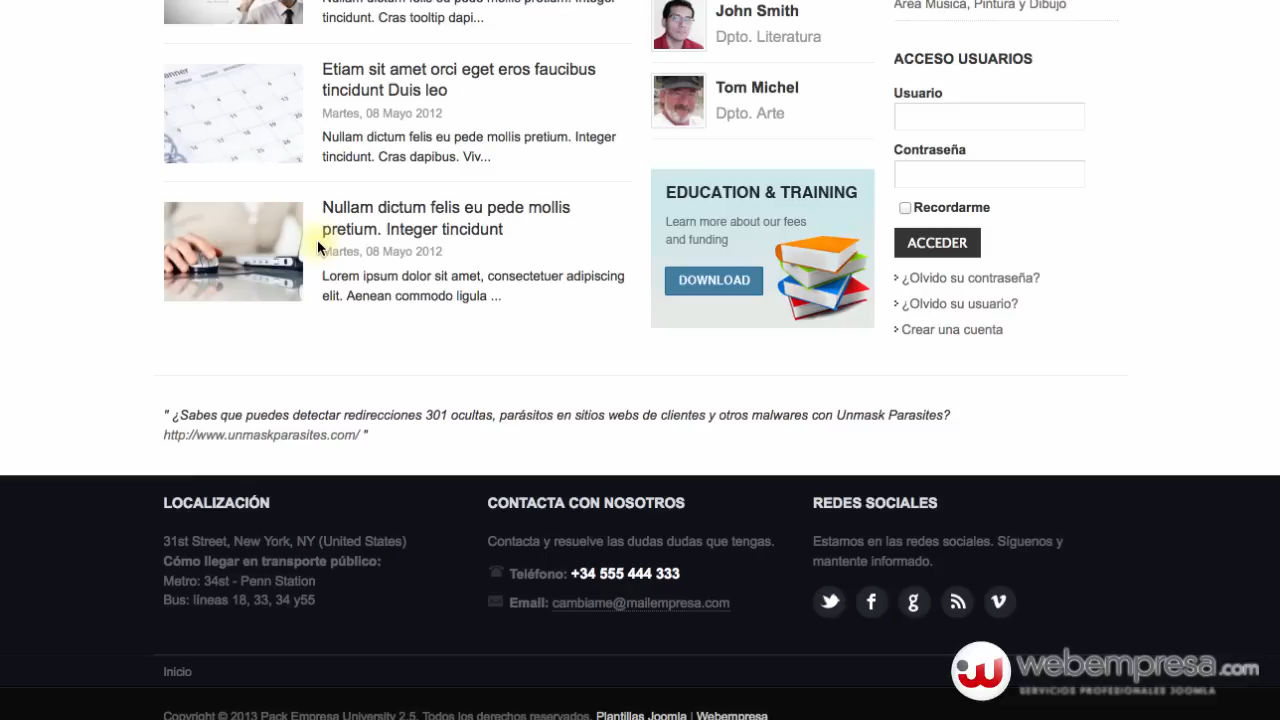 Nullam dictum felis eu pede mollis pretium. Integer
tincidunt. Cras tooltip dapi...
Etiam sit amet orci eget eros faucibus
tincidunt Duis leo
Martes, 08 Mayo 2012
Nullam dictum felis eu pede mollis pretium. Integer
tincidunt. Cras dapibus. Viv...
Nullam dictum felis eu pede mollis
pretium. Integer tincidunt
Martes, 08 Mayo 2012
Lorem ipsum dolor sit amet, consectetuer adipiscing
elit. Aenean commodo ligula ...
John Smith
Dpto. Literatura
Tom Michel
Dpto. Arte
EDUCATION & TRAINING
Learn more about our fees
and funding
DOWNLOAD
Área Música, Pintura y Dibujo
ACCESO USUARIOS
Usuario
Contraseña
Recordarme
ACCEDER
¿Olvido su contraseña?
¿Olvido su usuario?
Crear una cuenta
" ¿Sabes que puedes detectar redirecciones 301 ocultas, parásitos en sitios webs de clientes y otros malwares con Unmask Parasites?
http://www.unmaskparasites.com/ "
LOCALIZACIÓN
31st Street, New York, NY (United States)
Cómo llegar en transporte público:
Metro: 34st - Penn Station
Bus: líneas 18, 33, 34 y55
CONTACTA CON NOSOTROS
Contacta y resuelve las dudas dudas que tengas.
Teléfono: +34 555 444 333
Email: cambiame@mailempresa.com
REDES SOCIALES
Estamos en las redes sociales. Síguenos y
mantente informado.
Inicio
webempresa.com
SERVICIOS PROFESIONALES JOOMLA
Copyright © 2013 Pack Empresa University 2.5. Todos los derechos reservados. Plantillas Joomla | Webempresa